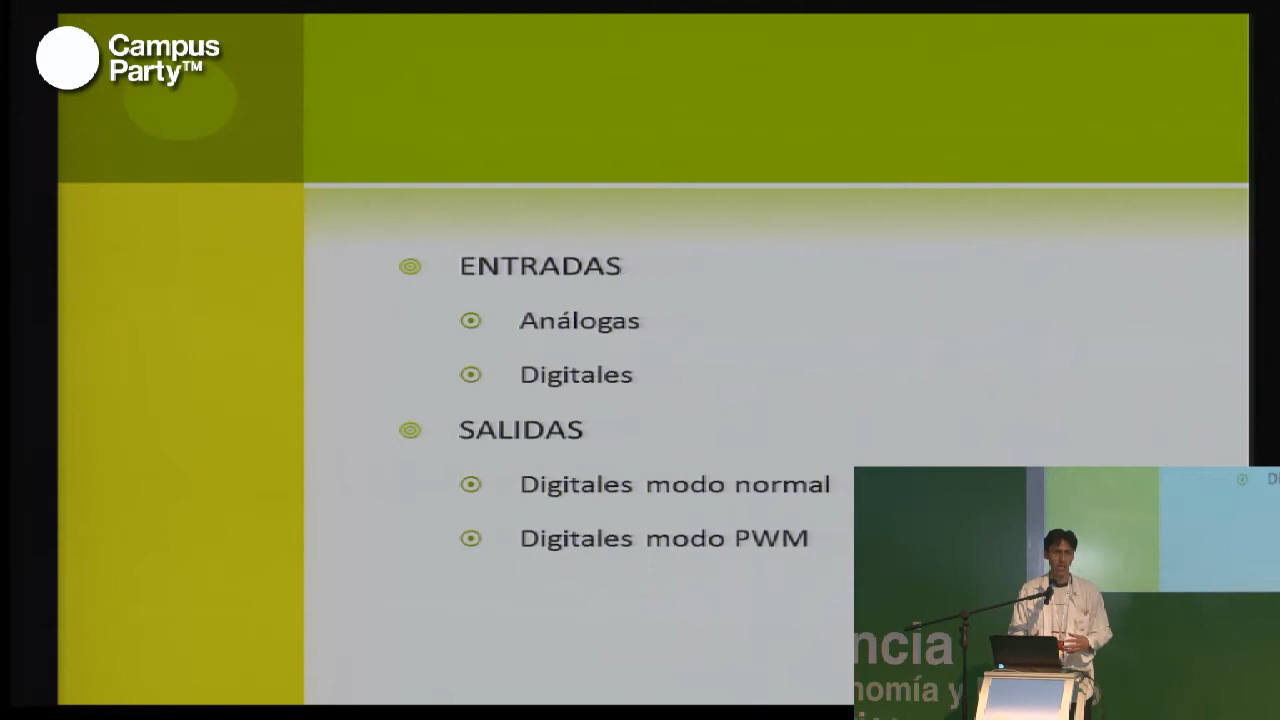 Campus
Party™
ENTRADAS
Análogas
Digitales
SALIDAS
Digitales modo normal
Digitales modo PWM
ncia
nomía y